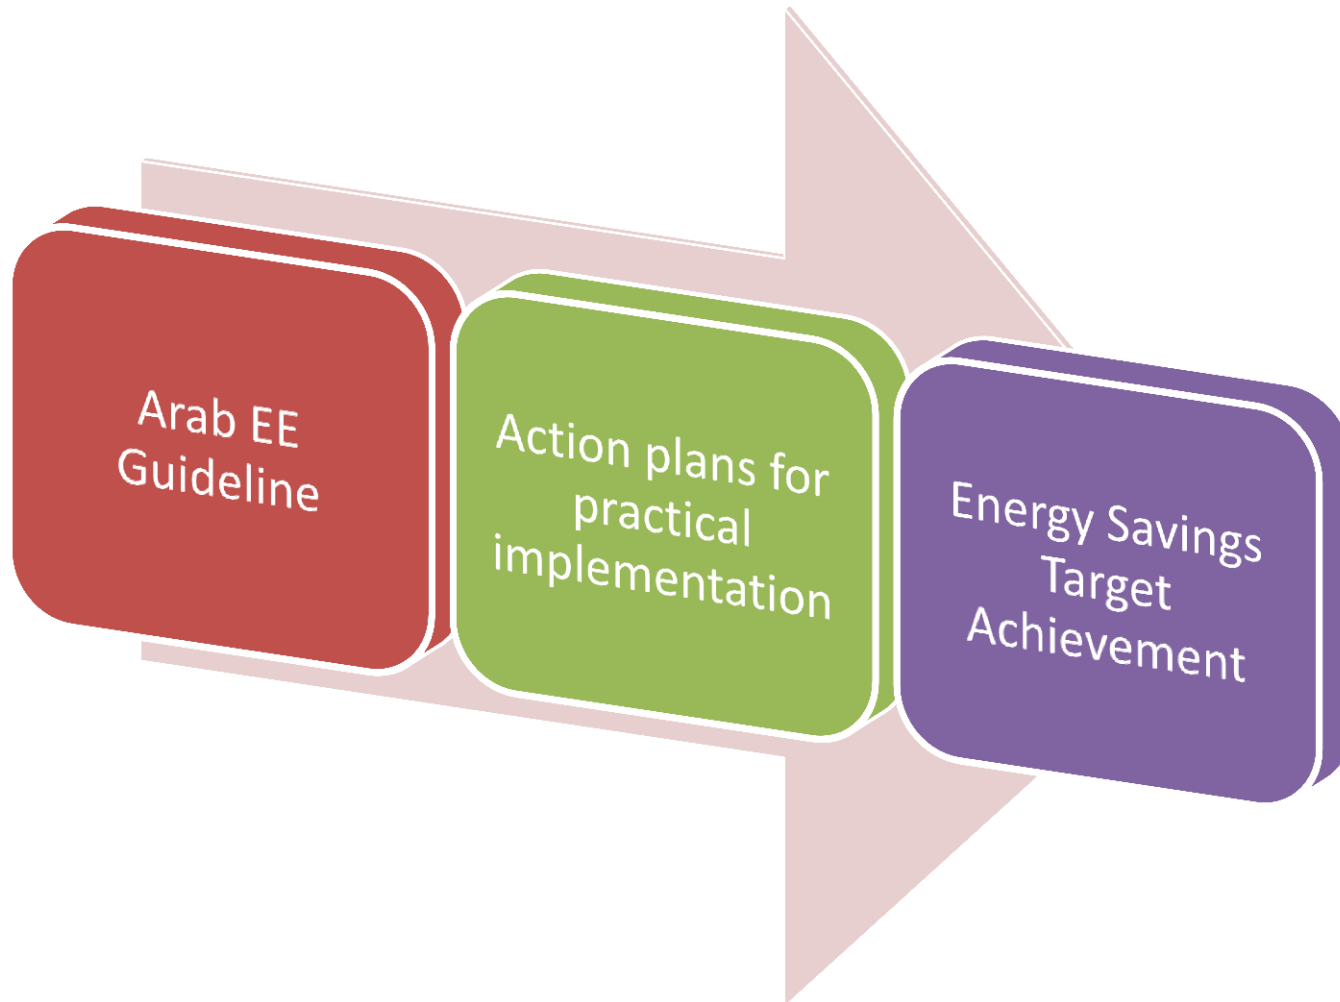 Arab EE
Guideline
Action plans for
practical
implementation
Energy Savings
Target
Achievement